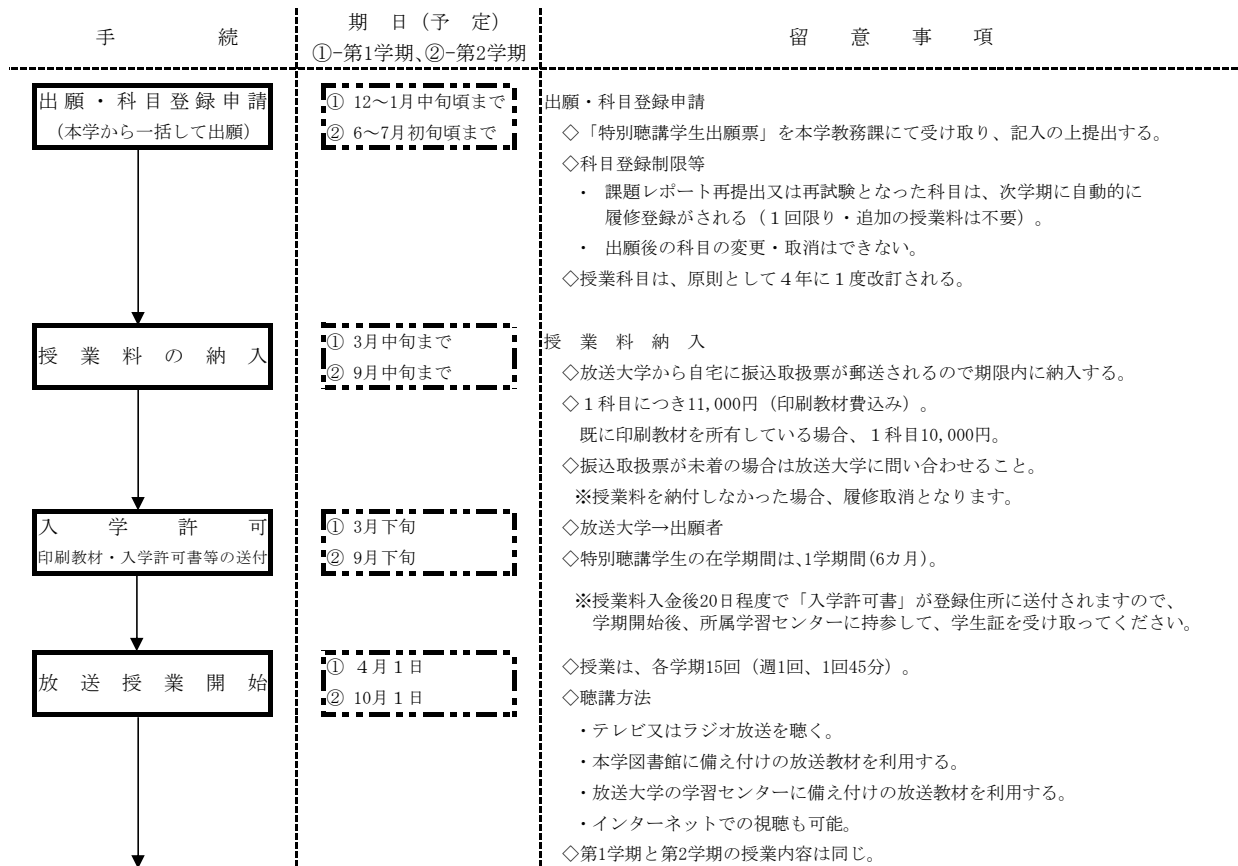 手続
期日(予定)
①-第1学期、②-第2学期
留意事項
出願・科目登録申請
(本学から一括して出願)
① 12～1月中旬頃まで
② 6～7月初旬頃まで
出願・科目登録申請
◇「特別聴講学生出願票」を本学教務課にて受け取り、記入の上提出する。
◇科目登録制限等
・ 課題レポート再提出又は再試験となった科目は、次学期に自動的に
履修登録がされる(1回限り・追加の授業料は不要)。
・ 出願後の科目の変更・取消はできない。
◇授業科目は、原則として4年に1度改訂される。
授業料の納入
① 3月中旬まで
② 9月中旬まで
授業料納入
◇放送大学から自宅に振込取扱票が郵送されるので期限内に納入する。
◇1科目につき11,000円(印刷教材費込み)。
既に印刷教材を所有している場合、1科目10,000円。
◇振込取扱票が未着の場合は放送大学に問い合わせること。
※授業料を納付しなかった場合、履修取消となります。
入学許可
印刷教材・入学許可書等の送付
① 3月下旬
② 9月下旬
◇放送大学→出願者
◇特別聴講学生の在学期間は、1学期間(6カ月)。
※授業料入金後20日程度で「入学許可書」が登録住所に送付されますので、
学期開始後、所属学習センターに持参して、学生証を受け取ってください。
放送授業開始
① 4月1日
② 10月1日
◇授業は、各学期15回(週1回、1回45分)。
◇聴講方法
・テレビ又はラジオ放送を聴く。
・本学図書館に備え付けの放送教材を利用する。
・放送大学の学習センターに備え付けの放送教材を利用する。
・インターネットでの視聴も可能。
◇第1学期と第2学期の授業内容は同じ。